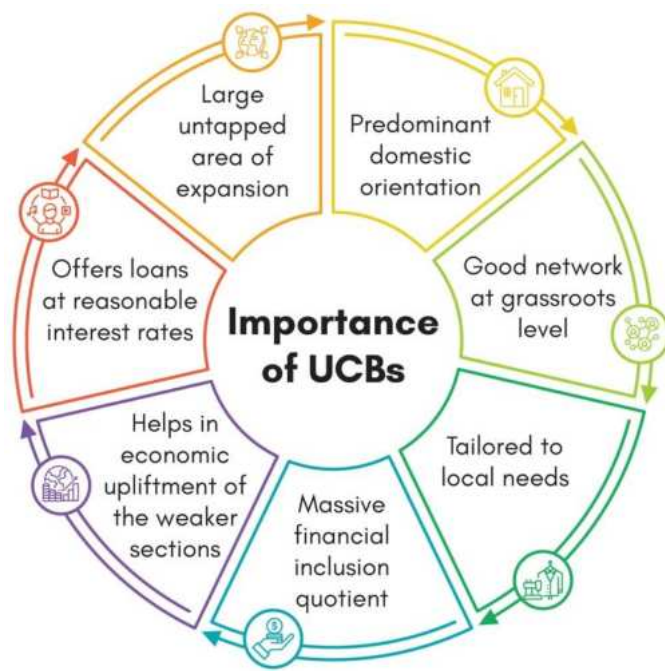 Importance
of UCBs
Predominant
domestic
orientation
Good network
at grassroots
level
Tailored to
local needs
Massive
financial
inclusion
quotient
Helps in
economic
upliftment of
the weaker
sections
Offers loans
at reasonable
interest rates
Large
untapped
area of
expansion